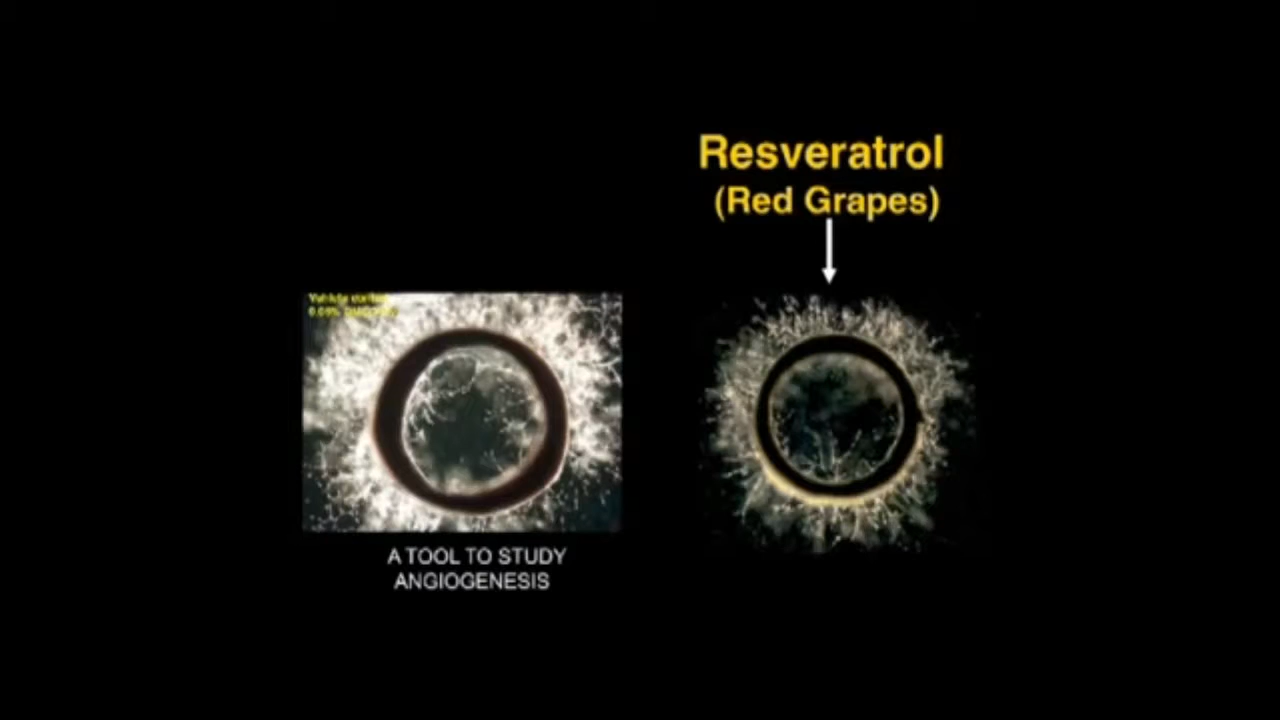 Resveratrol
(Red Grapes)
A TOOL TO STUDY
ANGIOGENESIS